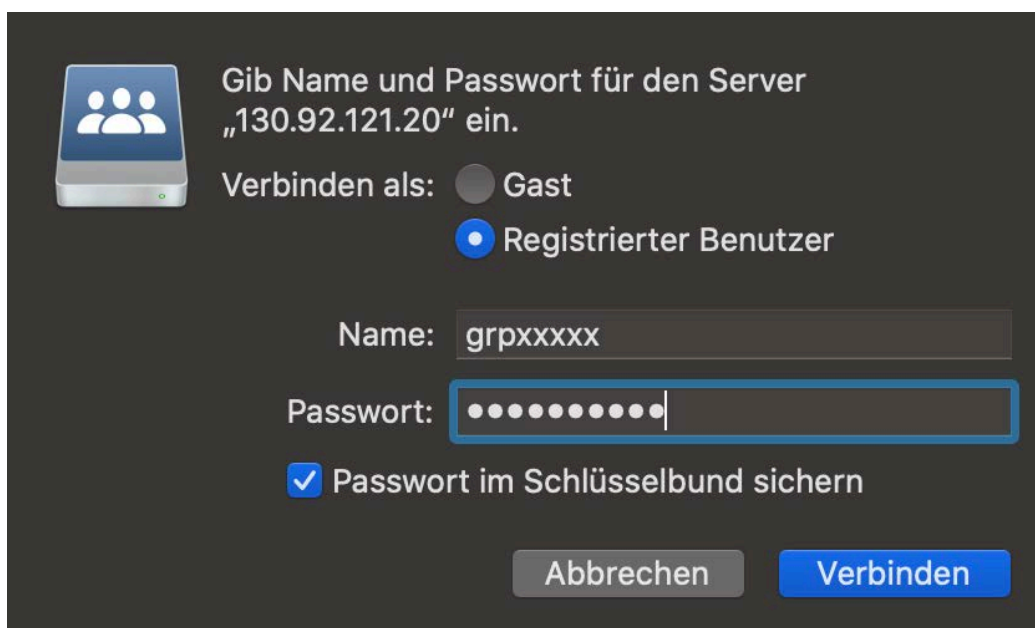 Gib Name und Passwort für den Server
„130.92.121.20“ ein.
Verbinden als: Gast
Registrierter Benutzer
Name: grpxxxxx
Passwort: ●●●●●●●●●●
Passwort im Schlüsselbund sichern
Abbrechen Verbinden